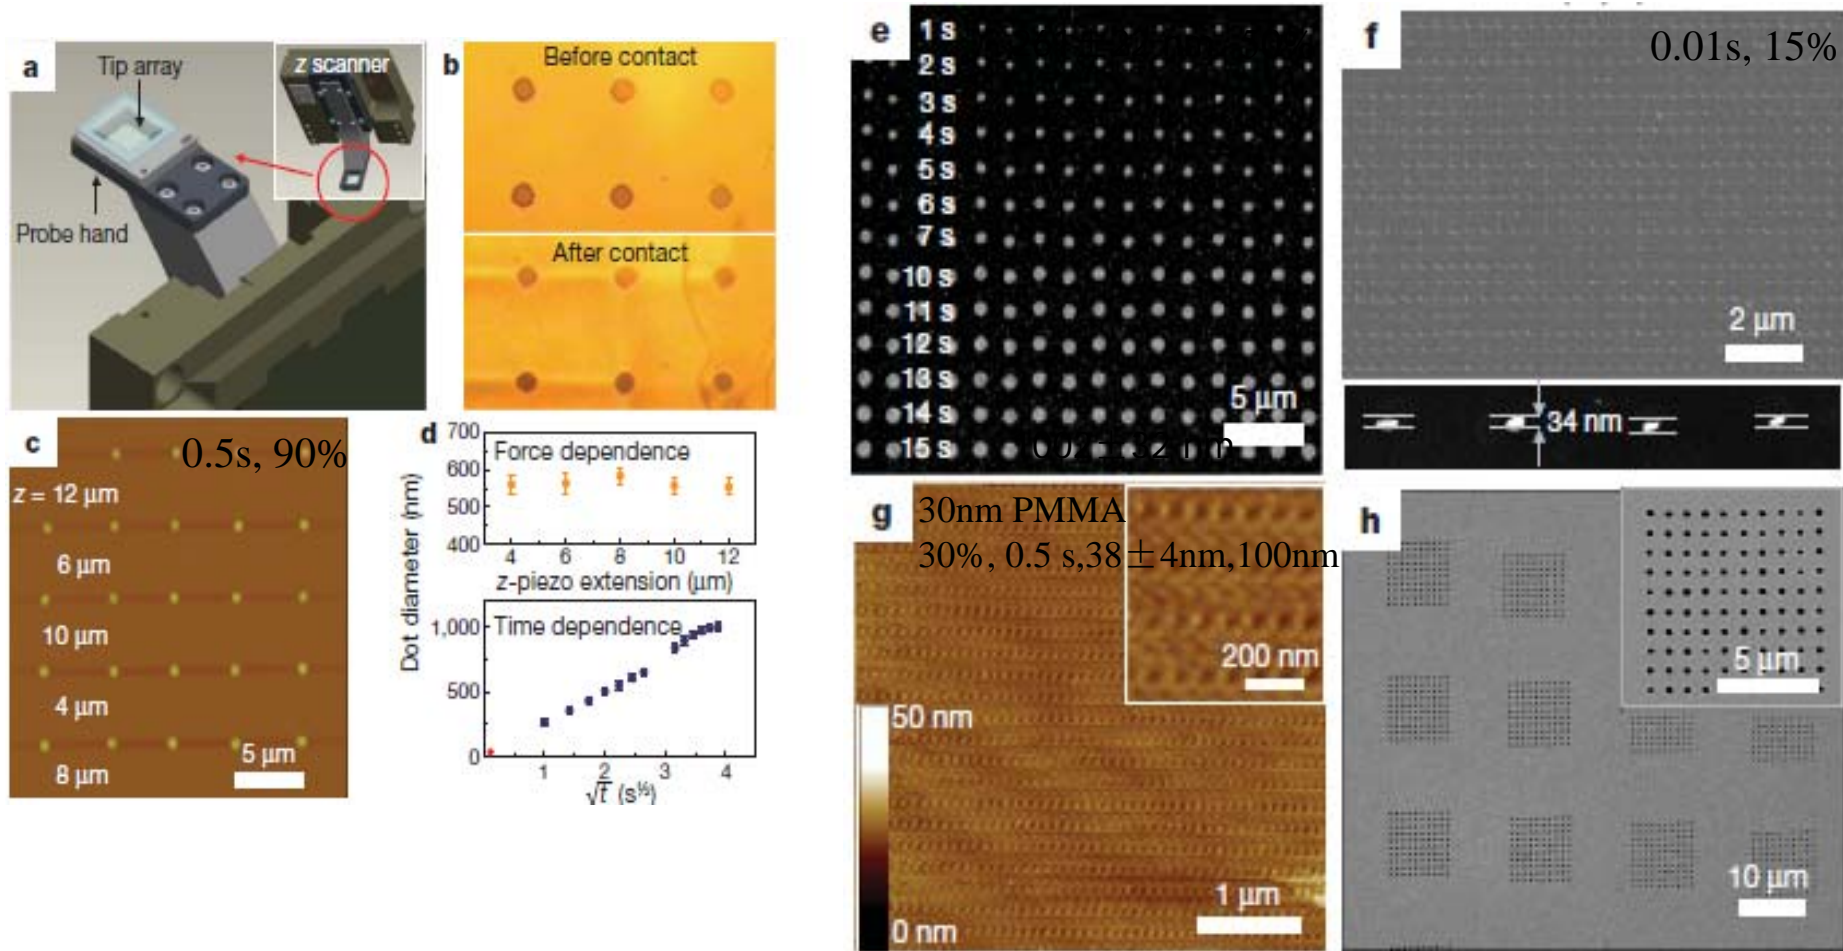 a
Tip array
z scanner
Probe hand
b
Before contact
After contact
c
0.5s, 90%
z = 12 μm
6 μm
10 μm
4 μm
8 μm
5 μm
d
700
600
500
400
Force dependence
4 6 8 10 12
z-piezo extension (μm)
Dot diameter (nm)
1,000
500
0
Time dependence
1 2 3 4
√t (s½)
e
1 s
2 s
3 s
4 s
5 s
6 s
7 s
10 s
11 s
12 s
13 s
14 s
15 s
5 μm
f
0.01s, 15%
2 μm
34 nm
g
30nm PMMA
30%, 0.5 s,38±4nm,100nm
200 nm
50 nm
0 nm
1 μm
h
5 μm
10 μm